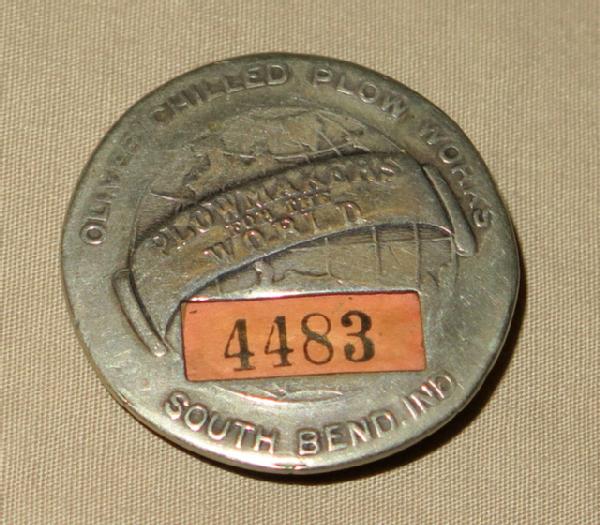 OLIVER CHILLED PLOW WORKS
PLOWMAKERS
FOR THE
WORLD
4483
SOUTH BEND, IND.